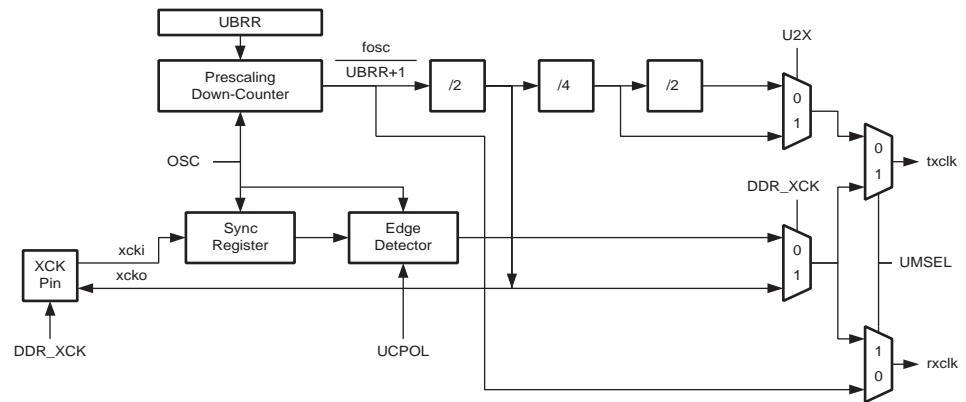 UBRR
fosc
U2X
Prescaling
Down-Counter
UBRR+1
/2
/4
/2
0
1
OSC
0
1
txclk
DDR_XCK
Sync
Register
Edge
Detector
xcki
0
1
XCK
Pin
xcko
UMSEL
DDR_XCK
UCPOL
1
0
rxclk